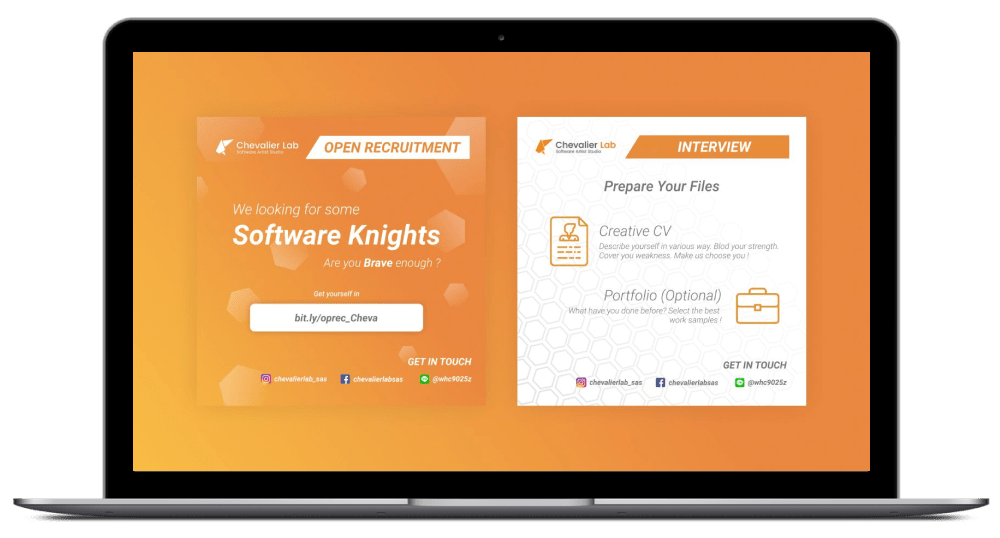 Chevalier Lab
Software Artist Studio
OPEN RECRUITMENT
We looking for some
Software Knights
Are you Brave enough ?
Get yourself in
bit.ly/oprec_Cheva
GET IN TOUCH
chevalierlab_sas
chevalierlabsas
@whc9025z
Chevalier Lab
Software Artist Studio
INTERVIEW
Prepare Your Files
Creative CV
Describe yourself in various way. Blod your strength.
Cover you weakness. Make us choose you !
Portfolio (Optional)
What have you done before? Select the best
work samples !
GET IN TOUCH
chevalierlab_sas
chevalierlabsas
@whc9025z